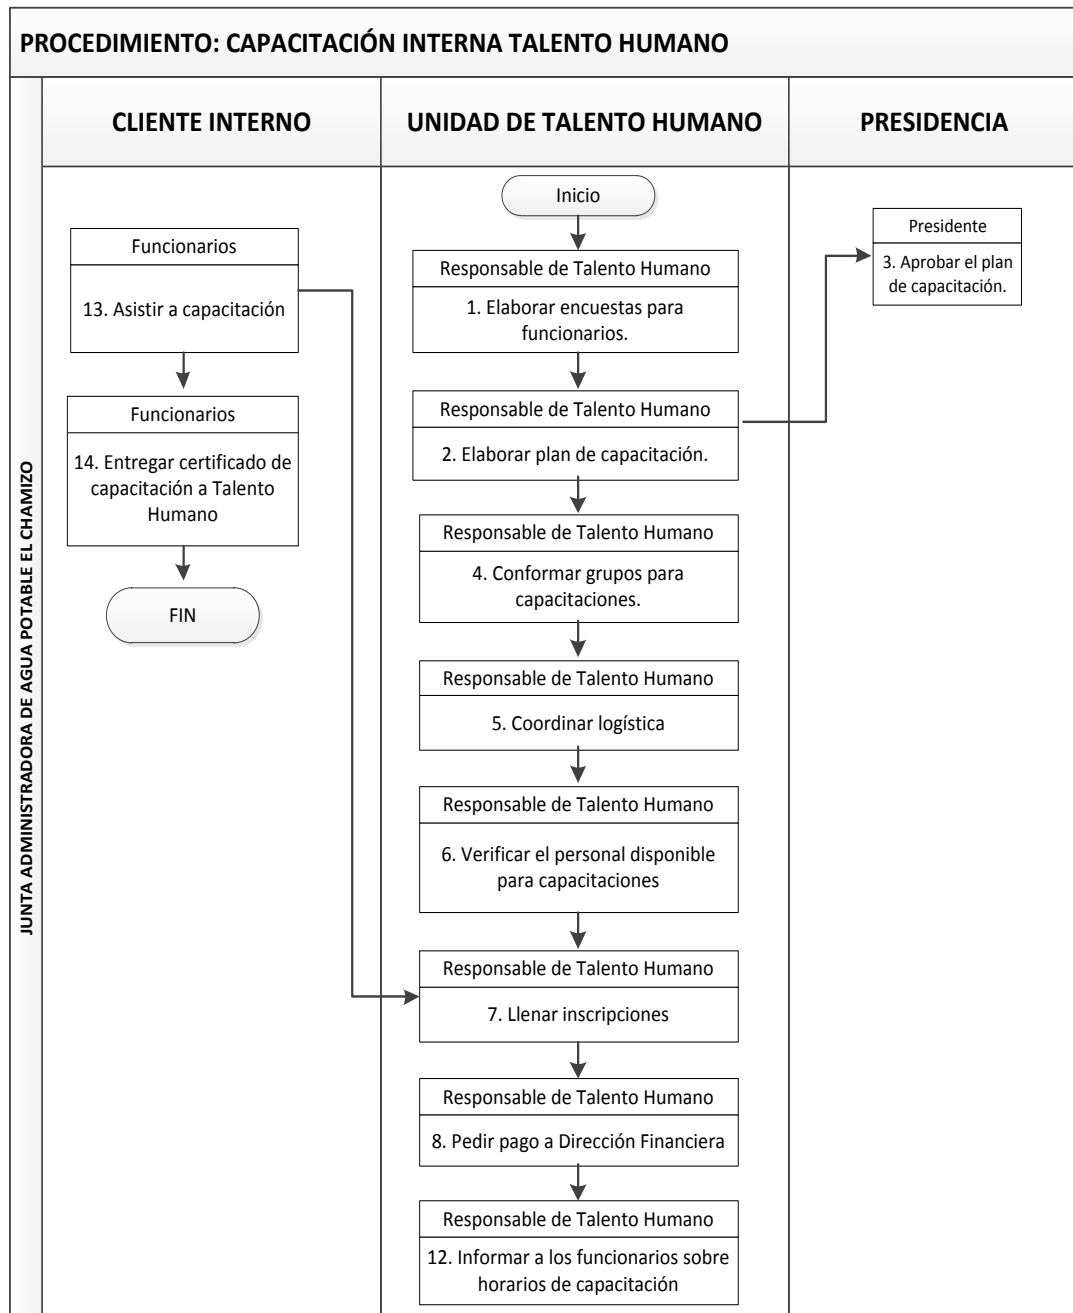 PROCEDIMIENTO: CAPACITACIÓN INTERNA TALENTO HUMANO
JUNTA ADMINISTRADORA DE AGUA POTABLE EL CHAMIZO
CLIENTE INTERNO
Funcionarios
13. Asistir a capacitación
Funcionarios
14. Entregar certificado de
capacitación a Talento
Humano
FIN
UNIDAD DE TALENTO HUMANO
Inicio
Responsable de Talento Humano
1. Elaborar encuestas para
funcionarios.
Responsable de Talento Humano
2. Elaborar plan de capacitación.
Responsable de Talento Humano
4. Conformar grupos para
capacitaciones.
Responsable de Talento Humano
5. Coordinar logística
Responsable de Talento Humano
6. Verificar el personal disponible
para capacitaciones
Responsable de Talento Humano
7. Llenar inscripciones
Responsable de Talento Humano
8. Pedir pago a Dirección Financiera
Responsable de Talento Humano
12. Informar a los funcionarios sobre
horarios de capacitación
PRESIDENCIA
Presidente
3. Aprobar el plan
de capacitación.